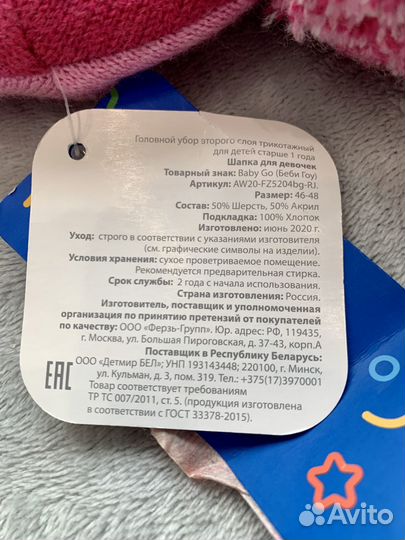 Головной убор второго слоя трикотажный
для детей старше 1 года
Шапка для девочек
Товарный знак: Baby Go (Беби Гоу)
Артикул: AW20-FZ5204bg-RJ.
Размер: 46-48
Состав: 50% Шерсть, 50% Акрил
Подкладка: 100% Хлопок
Изготовлено: июнь 2020 г.
Уход: строго в соответствии с указаниями изготовителя
(см. графические символы на изделии).
Условия хранения: сухое проветриваемое помещение.
Рекомендуется предварительная стирка.
Срок службы: 2 года с начала использования.
Страна изготовления: Россия.
Изготовитель, поставщик и уполномоченная
организация по принятию претензий от покупателей
по качеству: ООО «Ферзь-Групп». Юр. адрес: РФ, 119435,
г. Москва, ул. Большая Пироговская, д. 37-43, корп.А
Поставщик в Республику Беларусь:
ООО «Детмир БЕЛ»; УНП 193143448; 220100, г. Минск,
ул. Кульман, д. 3, пом. 319. Тел.: +375(17)3970001
Товар соответствует требованиям
ТР ТС 007/2011, ст. 5. (продукция изготовлена
в соответствии с ГОСТ 33378-2015).
EAC
Avito